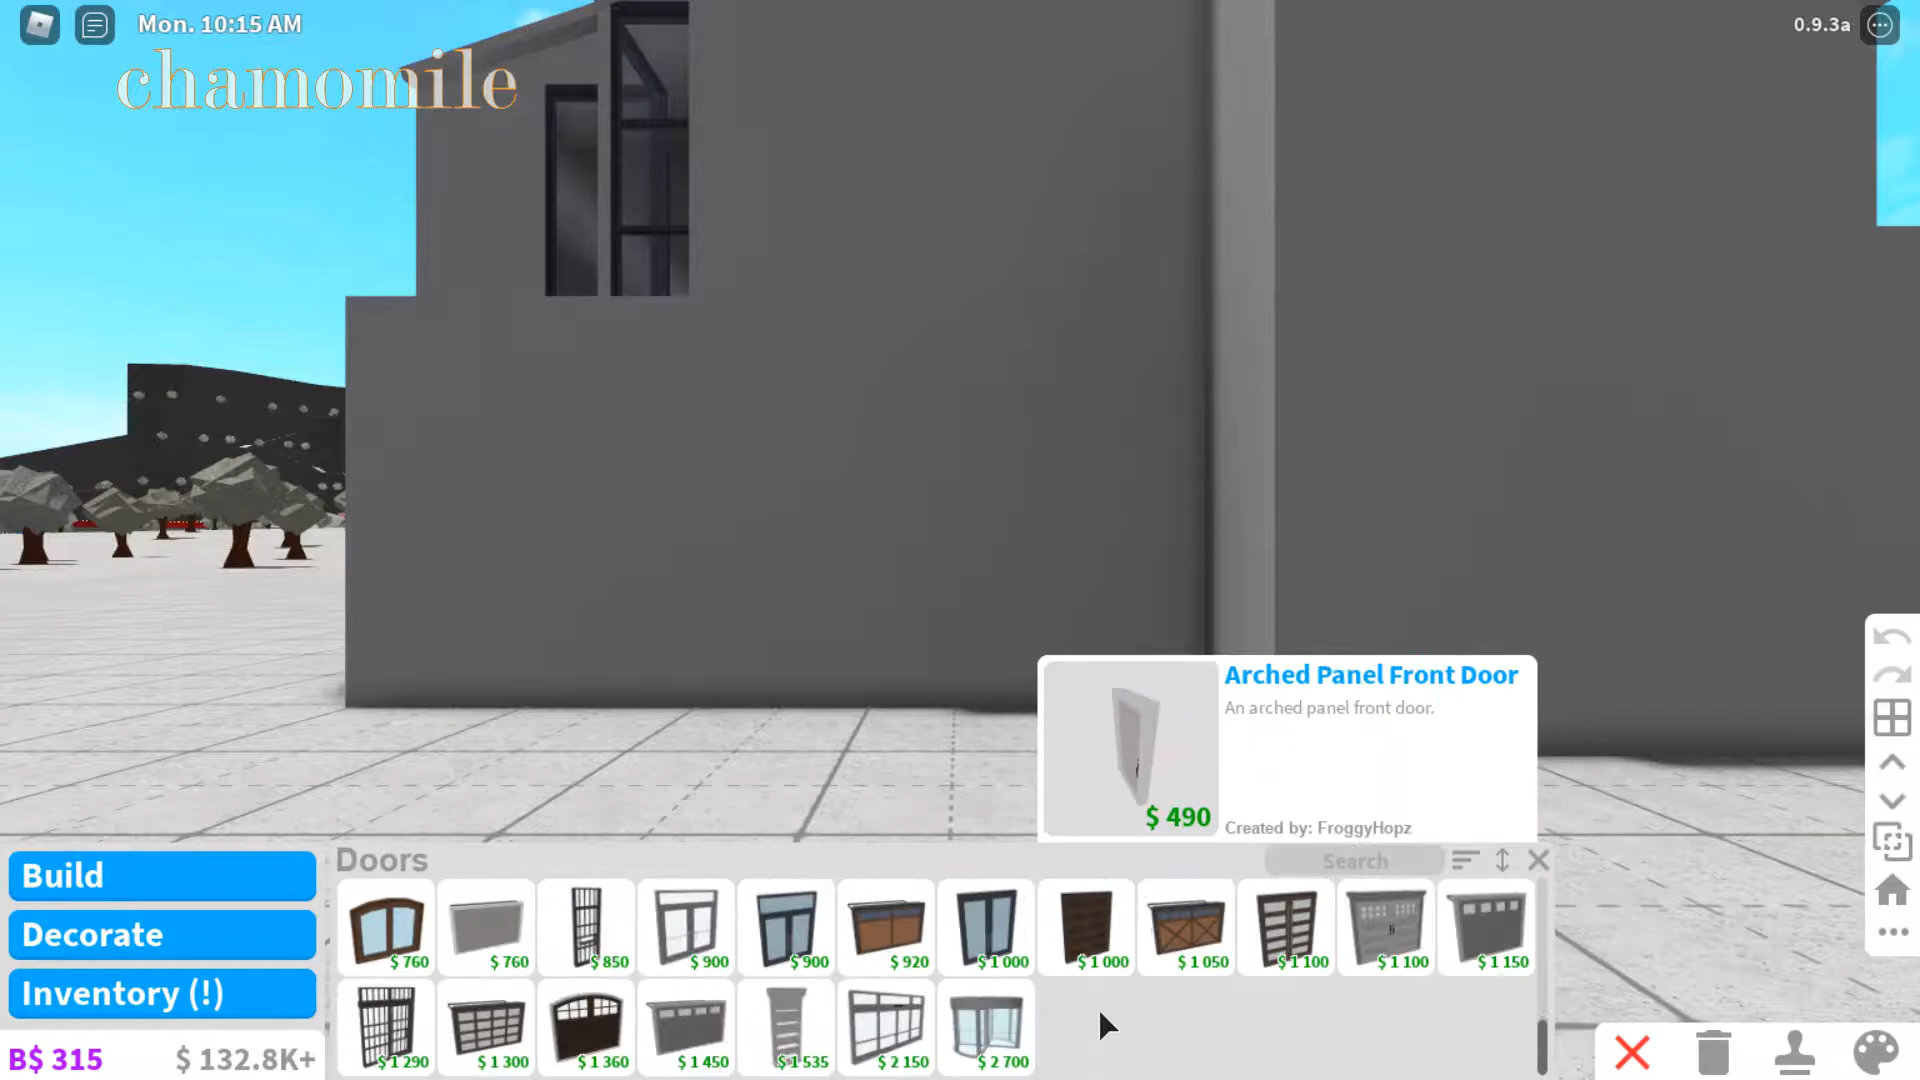 Mon. 10:15 AM
0.9.3a
chamomile
Arched Panel Front Door
An arched panel front door.
$ 490
Created by: FroggyHopz
Doors
Search
Build
Decorate
Inventory (!)
B$ 315
$ 132.8K+
$ 760
$ 760
$ 850
$ 900
$ 900
$ 920
$ 1 000
$ 1 000
$ 1 050
$ 1 100
$ 1 100
$ 1 150
$ 1 290
$ 1 300
$ 1 360
$ 1 450
$ 1 535
$ 2 150
$ 2 700